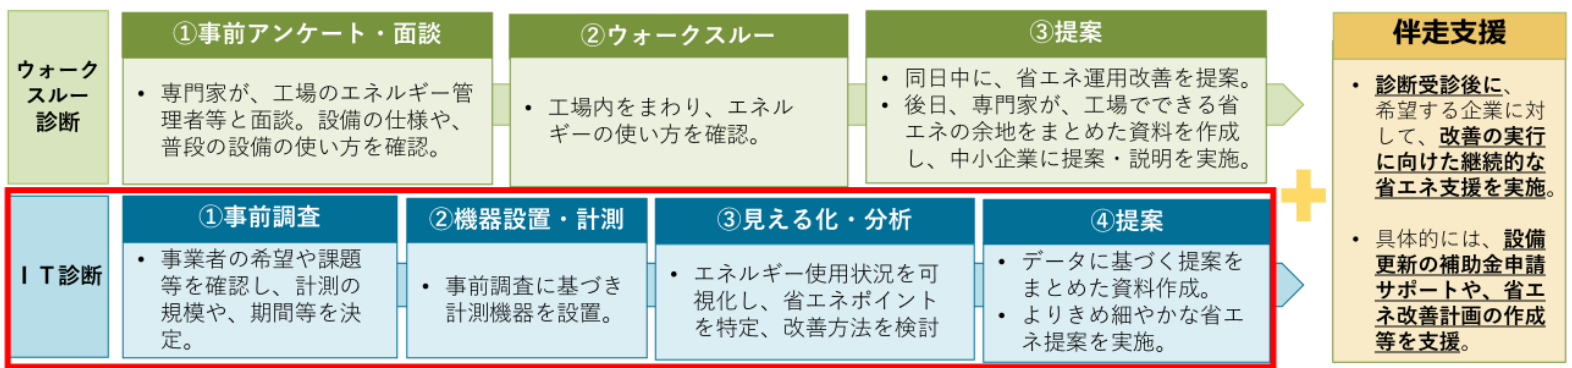 ウォーク
スルー
診断
①事前アンケート・面談
• 専門家が、工場のエネルギー管
理者等と面談。設備の仕様や、
普段の設備の使い方を確認。
②ウォークスルー
• 工場内をまわり、エネル
ギーの使い方を確認。
③提案
• 同日中に、省エネ運用改善を提案。
• 後日、専門家が、工場でできる省
エネの余地をまとめた資料を作成
し、中小企業に提案・説明を実施。
ＩＴ診断
①事前調査
• 事業者の希望や課題
等を確認し、計測の
規模や、期間等を決
定。
②機器設置・計測
• 事前調査に基づき
計測機器を設置。
③見える化・分析
• エネルギー使用状況を可
視化し、省エネポイント
を特定、改善方法を検討
④提案
• データに基づく提案を
まとめた資料作成。
• よりきめ細やかな省エ
ネ提案を実施。
伴走支援
• 診断受診後に、
希望する企業に対
して、改善の実行
に向けた継続的な
省エネ支援を実施。
• 具体的には、設備
更新の補助金申請
サポートや、省エ
ネ改善計画の作成
等を支援。